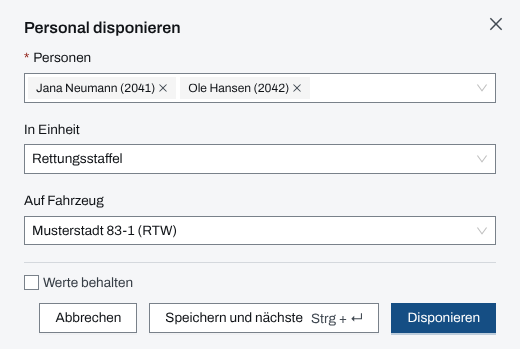 Personal disponieren
* Personen
Jana Neumann (2041) Ole Hansen (2042)
In Einheit
Rettungsstaffel
Auf Fahrzeug
Musterstadt 83-1 (RTW)
Werte behalten
Abbrechen Speichern und nächste Strg + ↵ Disponieren